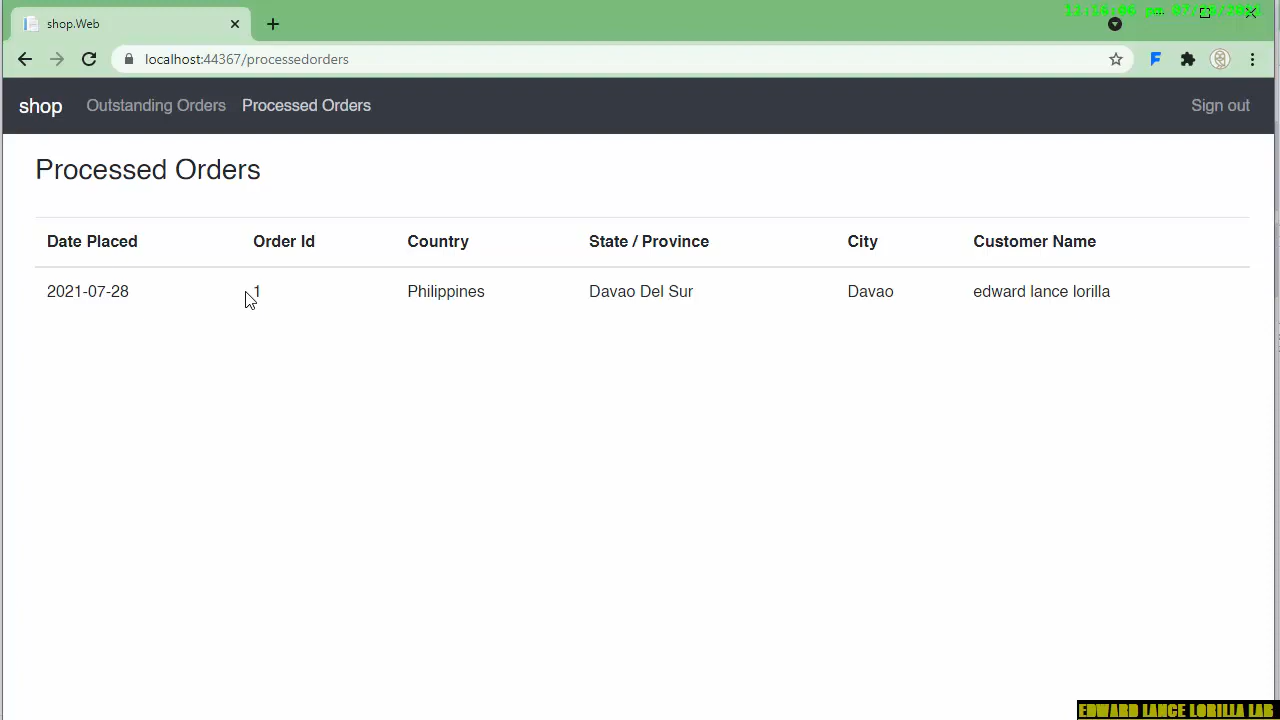 shop.Web
localhost:44367/processedorders
shop Outstanding Orders Processed Orders Sign out
Processed Orders
Date Placed Order Id Country State / Province City Customer Name
2021-07-28 1 Philippines Davao Del Sur Davao edward lance lorilla
EDWARD LANCE LORILLA LAB